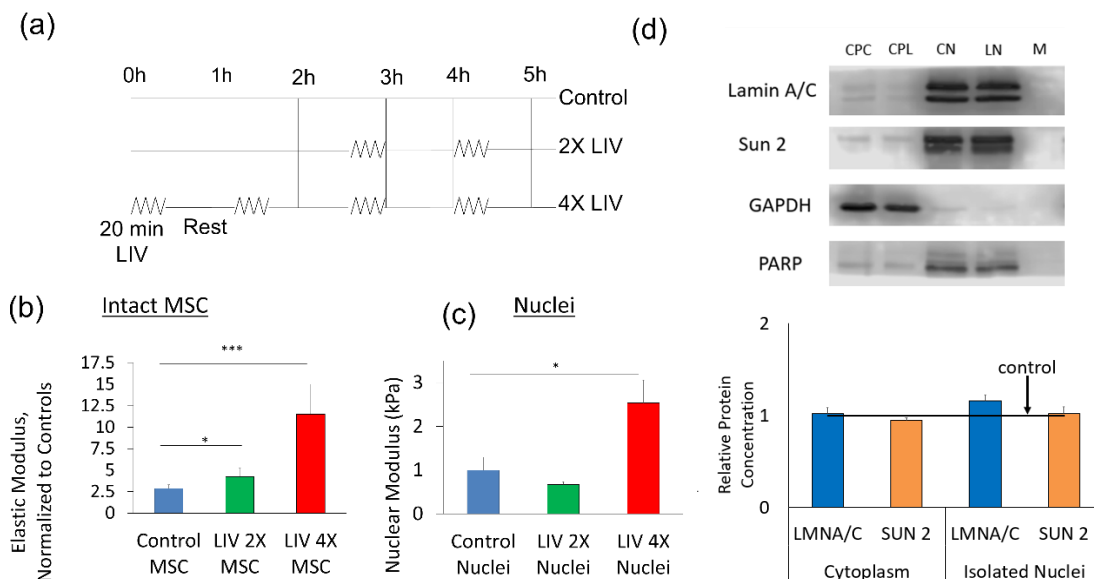 (a)
0h 1h 2h 3h 4h 5h
Control
2X LIV
4X LIV
20 min
LIV
Rest
(b)
Intact MSC
Elastic Modulus,
Normalized to Controls
17.5
15
12.5
10
7.5
5
2.5
0
***
*
Control
MSC
LIV 2X
MSC
LIV 4X
MSC
(c)
Nuclei
Nuclear Modulus (kPa)
3
2
1
0
*
Control
Nuclei
LIV 2X
Nuclei
LIV 4X
Nuclei
(d)
CPC CPL CN LN M
Lamin A/C
Sun 2
GAPDH
PARP
Relative Protein
Concentration
2
1
0
control
LMNA/C SUN 2 LMNA/C SUN 2
Cytoplasm Isolated Nuclei